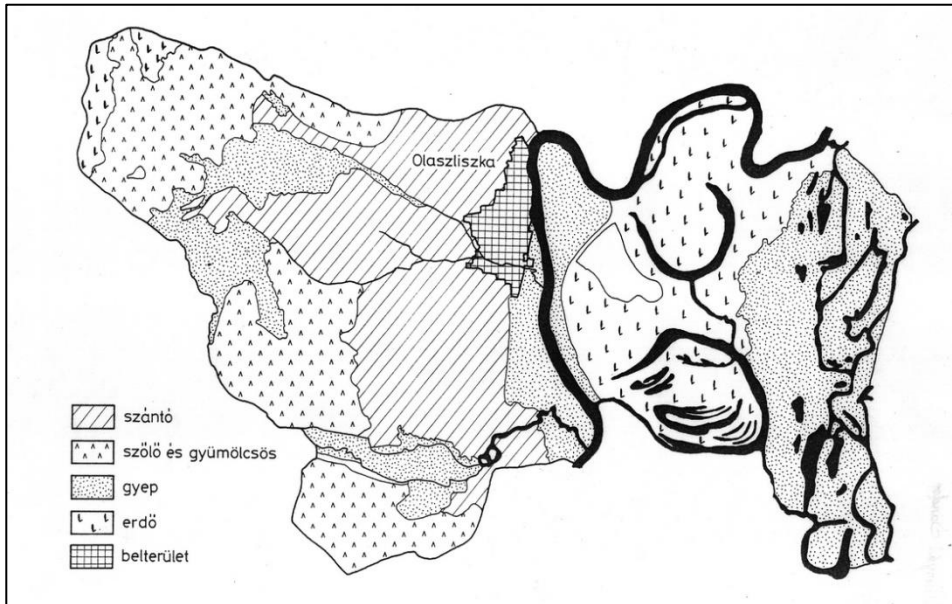 Olaszliszka
szántó
szőlő és gyümölcsös
gyep
erdő
belterület